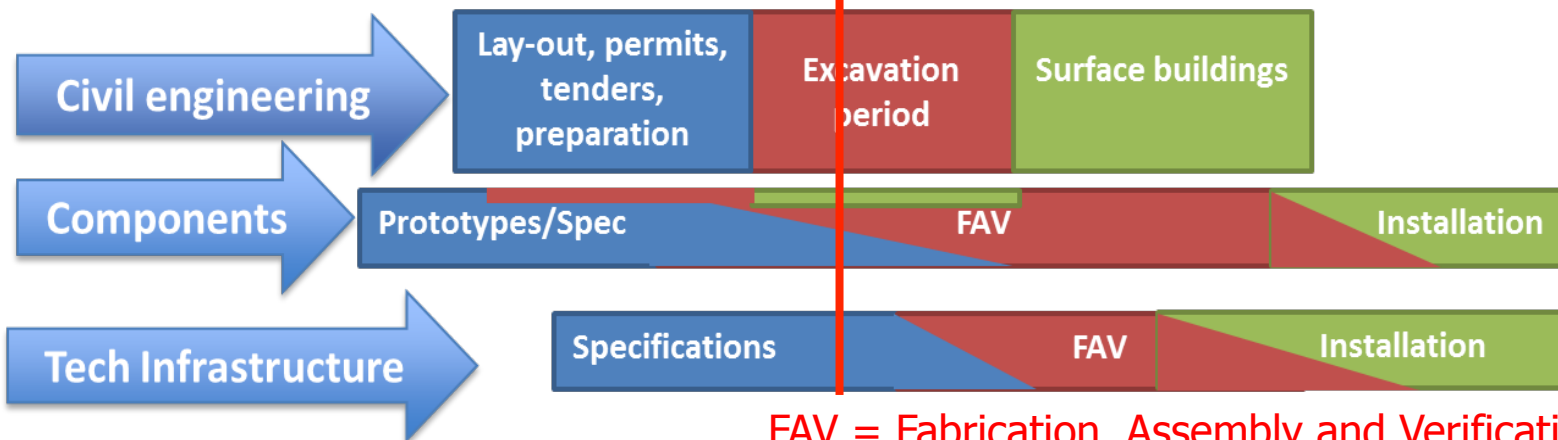 Civil engineering
Lay-out, permits,
tenders,
preparation
Excavation
period
Surface buildings
Components
Prototypes/Spec
FAV
Installation
Tech Infrastructure
Specifications
FAV
Installation
FAV = Fabrication, Assembly and Verificati